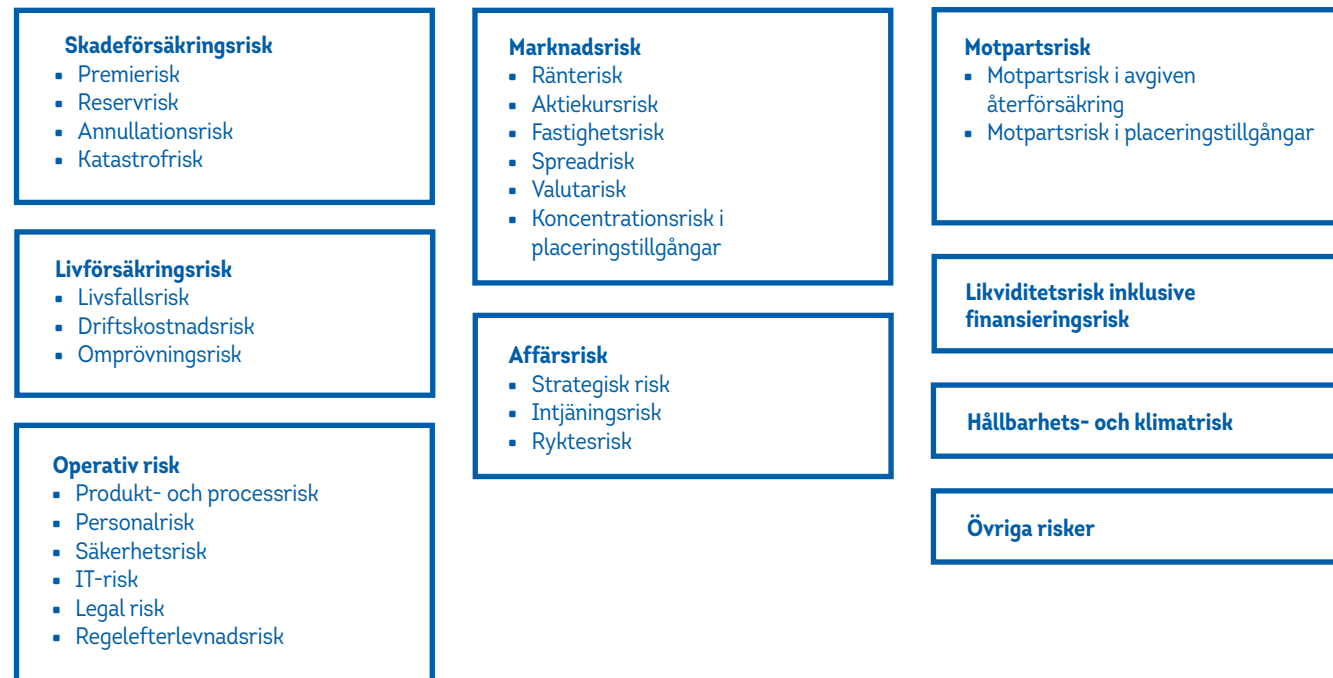 Skadeförsäkringsrisk
▪ Premierisk
▪ Reservrisk
▪ Annullationsrisk
▪ Katastrofrisk
Livförsäkringsrisk
▪ Livsfallsrisk
▪ Driftskostnadsrisk
▪ Omprövningsrisk
Operativ risk
▪ Produkt- och processrisk
▪ Personalrisk
▪ Säkerhetsrisk
▪ IT-risk
▪ Legal risk
▪ Regelefterlevnadsrisk
Marknadsrisk
▪ Ränterisk
▪ Aktiekursrisk
▪ Fastighetsrisk
▪ Spreadrisk
▪ Valutarisk
▪ Koncentrationsrisk i
placeringstillgångar
Affärsrisk
▪ Strategisk risk
▪ Intjäningsrisk
▪ Ryktesrisk
Motpartsrisk
▪ Motpartsrisk i avgiven
återförsäkring
▪ Motpartsrisk i placeringstillgångar
Likviditetsrisk inklusive
finansieringsrisk
Hållbarhets- och klimatrisk
Övriga risker